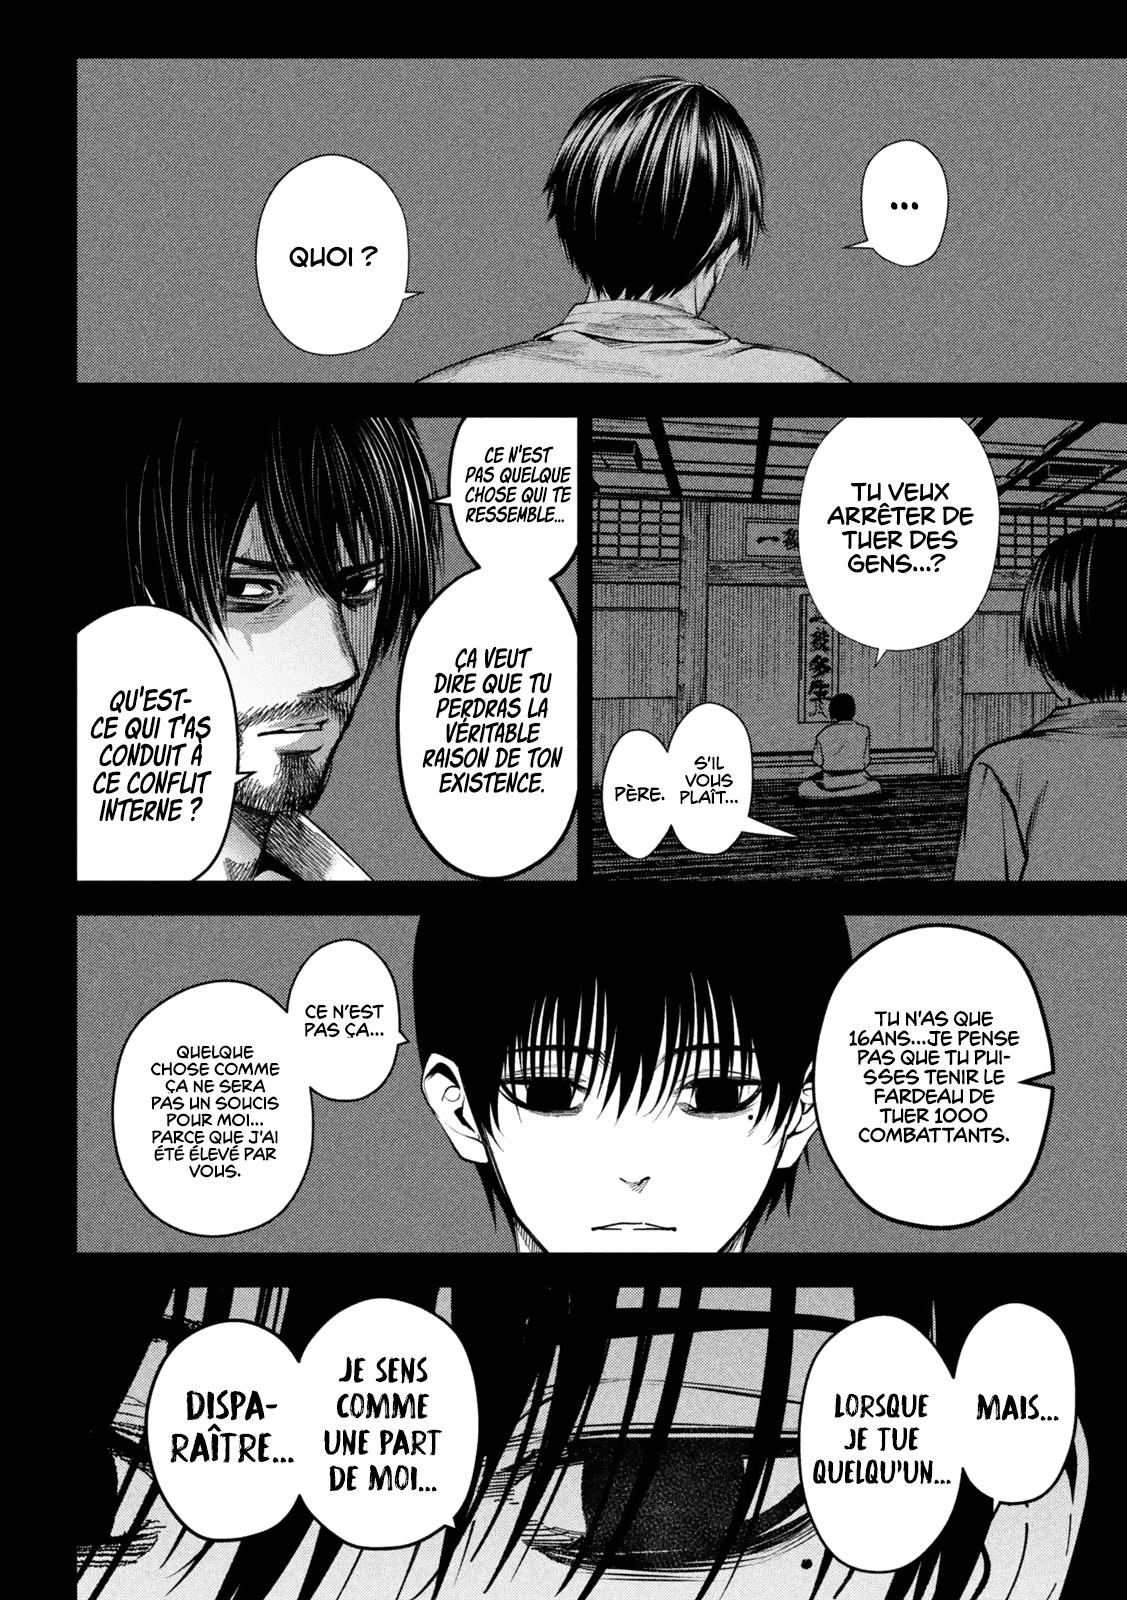 ...
QUOI ?
TU VEUX
ARRÊTER DE
TUER DES
GENS...?
S'IL
VOUS
PLAÎT...
PÈRE.
CE N'EST
PAS QUELQUE
CHOSE QUI TE
RESSEMBLE...
ÇA VEUT
DIRE QUE TU
PERDRAS LA
VÉRITABLE
RAISON DE TON
EXISTENCE.
QU'EST-
CE QUI T'AS
CONDUIT À
CE CONFLIT
INTERNE ?
TU N'AS QUE
16ANS...JE PENSE
PAS QUE TU PUI-
SSES TENIR LE
FARDEAU DE
TUER 1000
COMBATTANTS.
CE N'EST
PAS ÇA...
QUELQUE
CHOSE COMME
ÇA NE SERA
PAS UN SOUCIS
POUR MOI...
PARCE QUE J'AI
ÉTÉ ÉLEVÉ PAR
VOUS.
MAIS...
LORSQUE
JE TUE
QUELQU'UN...
JE SENS
COMME
UNE PART
DE MOI...
DISPA-
RAÎTRE...